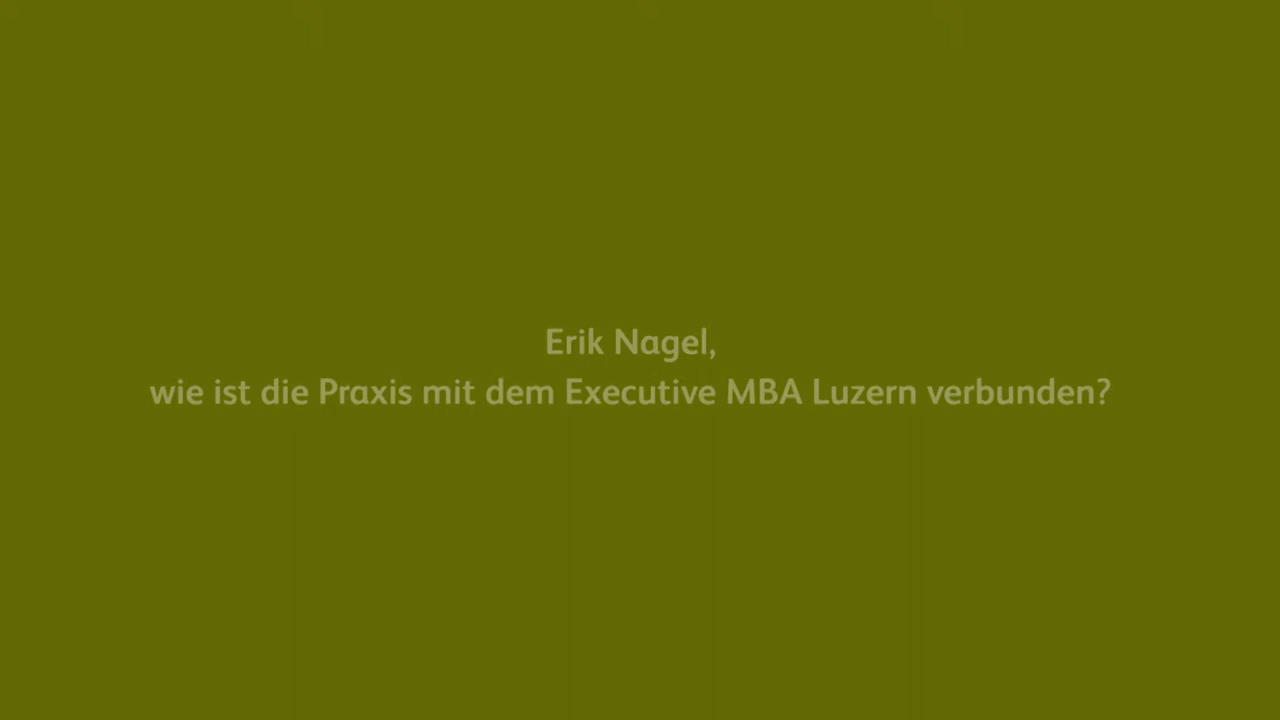 Erik Nagel,
wie ist die Praxis mit dem Executive MBA Luzern verbunden?